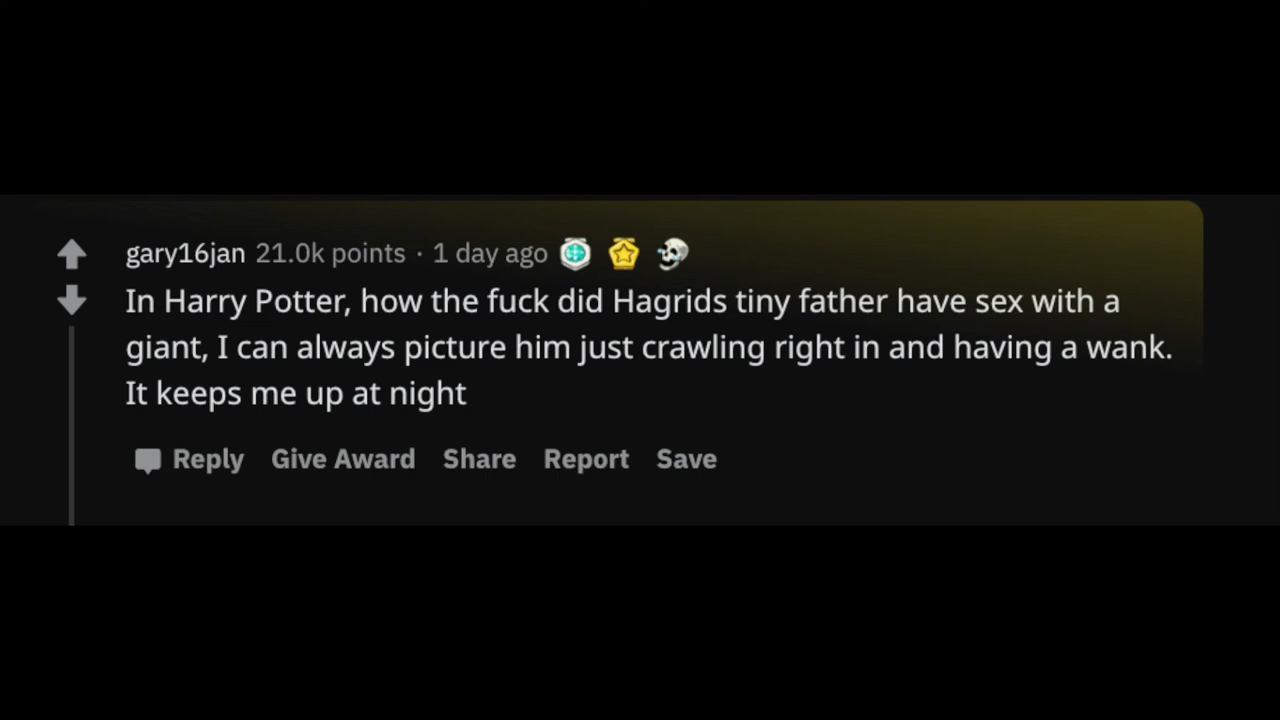 gary16jan 21.0k points · 1 day ago
In Harry Potter, how the fuck did Hagrids tiny father have sex with a
giant, I can always picture him just crawling right in and having a wank.
It keeps me up at night
Reply Give Award Share Report Save